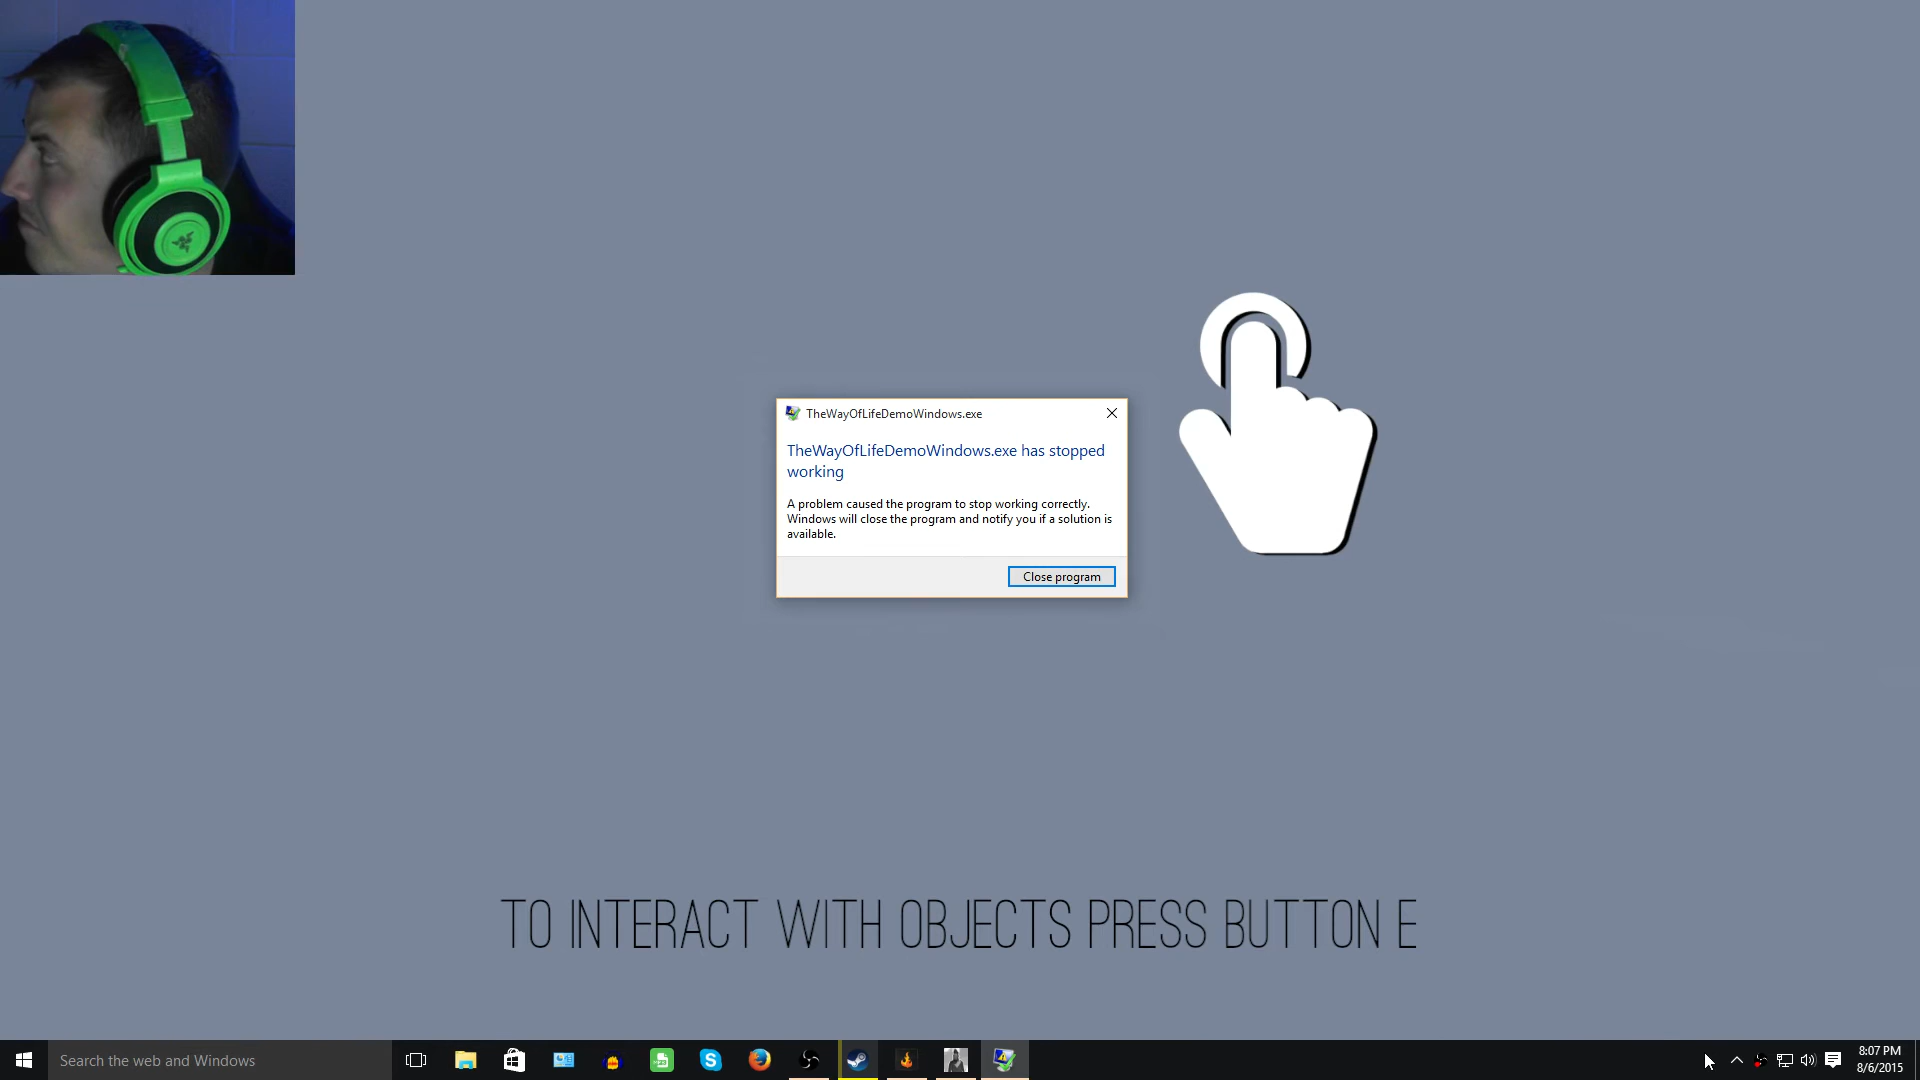 TheWayOfLifeDemoWindows.exe
TheWayOfLifeDemoWindows.exe has stopped
working
A problem caused the program to stop working correctly.
Windows will close the program and notify you if a solution is
available.
Close program
TO INTERACT WITH OBJECTS PRESS BUTTON E
Search the web and Windows
8:07 PM
8/6/2015